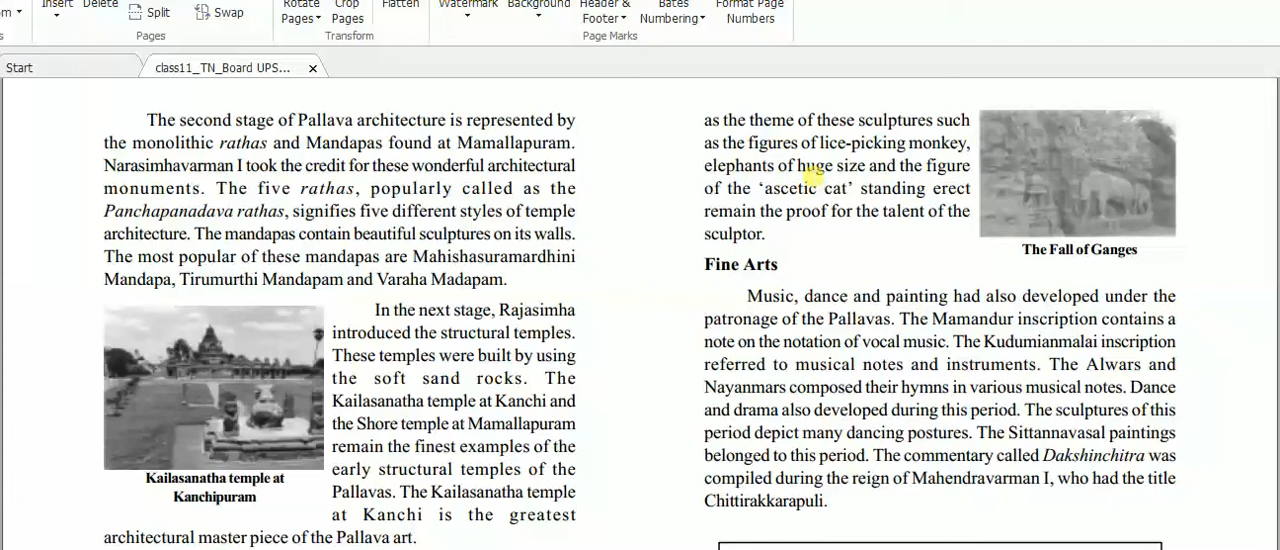 Insert
Delete
Split
Swap
Rotate
Pages
Crop
Pages
Flatten
Watermark
Background
Header &
Footer
Bates
Numbering
Format Page
Numbers
Pages
Transform
Page Marks
Start
class11_TN_Board UPS...
The second stage of Pallava architecture is represented by
the monolithic rathas and Mandapas found at Mamallapuram.
Narasimhavarman I took the credit for these wonderful architectural
monuments. The five rathas, popularly called as the
Panchapanadava rathas, signifies five different styles of temple
architecture. The mandapas contain beautiful sculptures on its walls.
The most popular of these mandapas are Mahishasuramardhini
Mandapa, Tirumurthi Mandapam and Varaha Madapam.
In the next stage, Rajasimha
introduced the structural temples.
These temples were built by using
the soft sand rocks. The
Kailasanatha temple at Kanchi and
the Shore temple at Mamallapuram
remain the finest examples of the
early structural temples of the
Pallavas. The Kailasanatha temple
at Kanchi is the greatest
architectural master piece of the Pallava art.
Kailasanatha temple at
Kanchipuram
as the theme of these sculptures such
as the figures of lice-picking monkey,
elephants of huge size and the figure
of the ‘ascetic cat’ standing erect
remain the proof for the talent of the
sculptor.
The Fall of Ganges
Fine Arts
Music, dance and painting had also developed under the
patronage of the Pallavas. The Mamandur inscription contains a
note on the notation of vocal music. The Kudumianmalai inscription
referred to musical notes and instruments. The Alwars and
Nayanmars composed their hymns in various musical notes. Dance
and drama also developed during this period. The sculptures of this
period depict many dancing postures. The Sittannavasal paintings
belonged to this period. The commentary called Dakshinchitra was
compiled during the reign of Mahendravarman I, who had the title
Chittirakkarapuli.